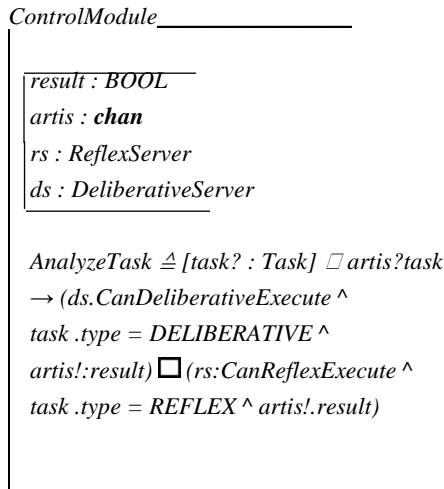 ControlModule
result : BOOL
artis : chan
rs : ReflexServer
ds : DeliberativeServer
AnalyzeTask ≙ [task? : Task] □ artis?task
→ (ds.CanDeliberativeExecute ^
task .type = DELIBERATIVE ^
artis!:result) □ (rs:CanReflexExecute ^
task .type = REFLEX ^ artis!.result)